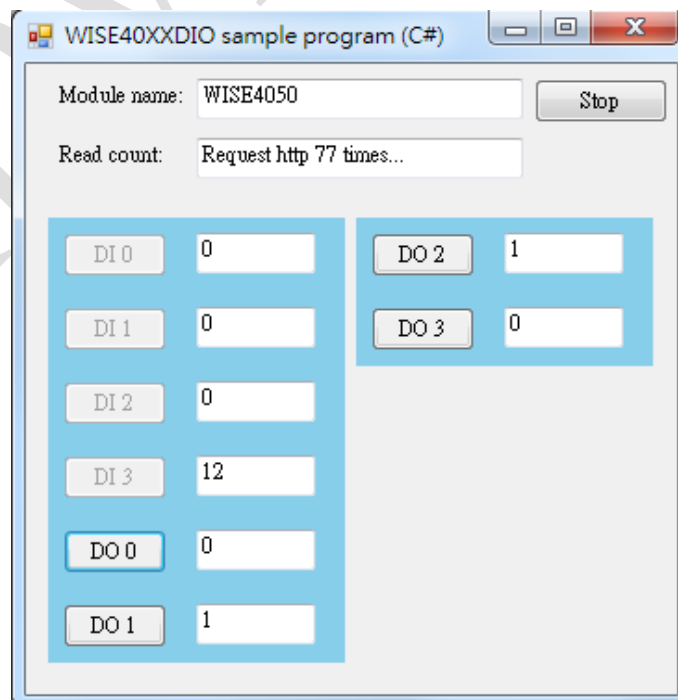 WISE40XXDIO sample program (C#)
Module name: WISE4050 Stop
Read count: Request http 77 times...
DI 0 0
DI 1 0
DI 2 0
DI 3 12
DO 0 0
DO 1 1
DO 2 1
DO 3 0